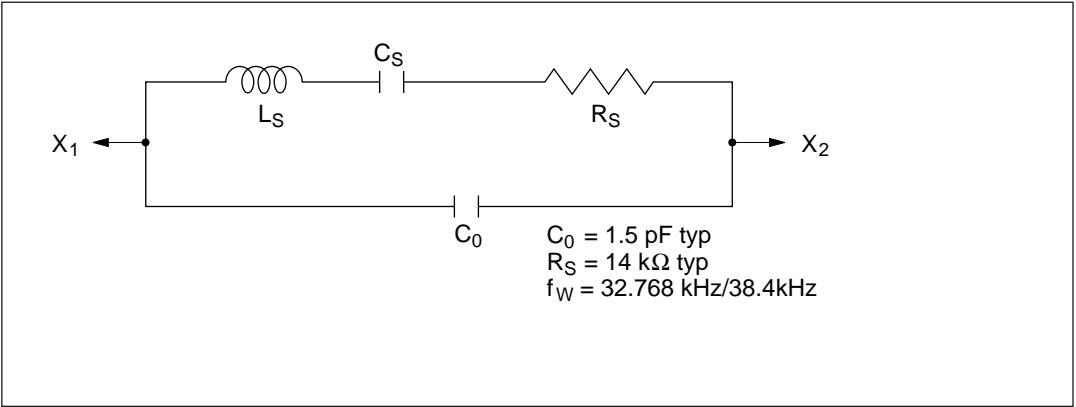 C_S
L_S
R_S
X_1
X_2
C_0
C_0 = 1.5 pF typ
R_S = 14 kΩ typ
f_W = 32.768 kHz/38.4kHz